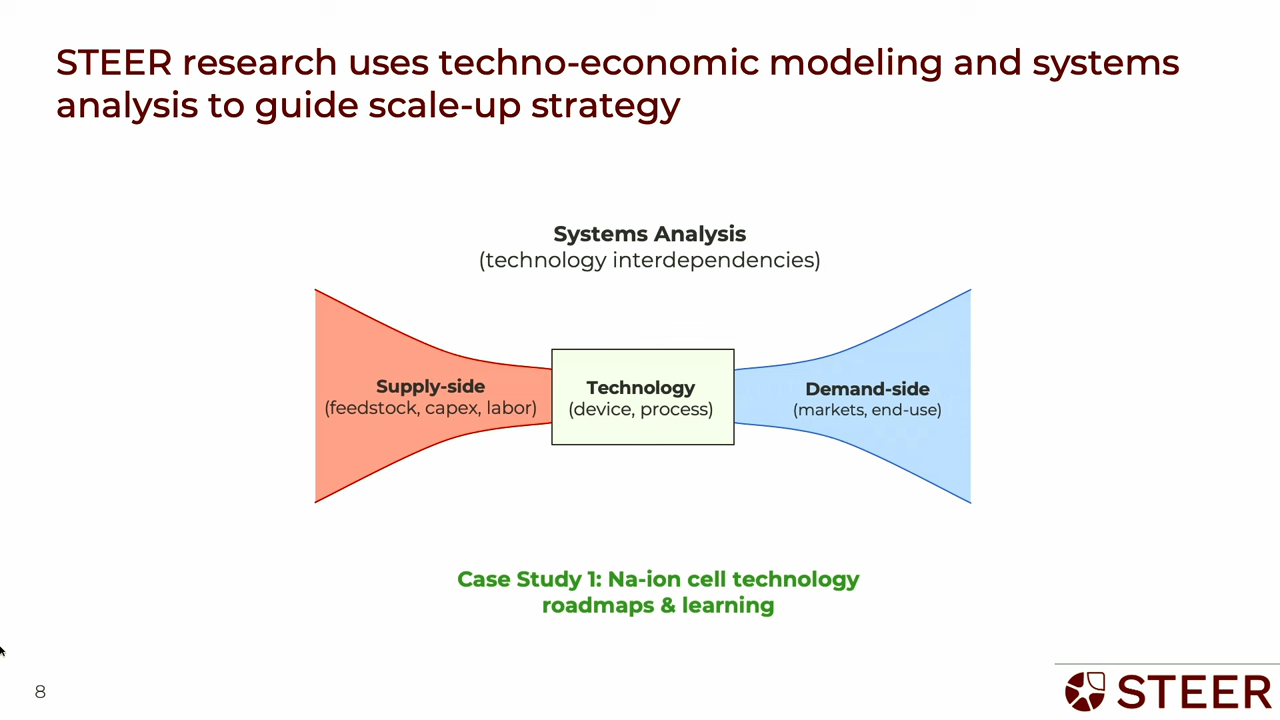 STEER research uses techno-economic modeling and systems
analysis to guide scale-up strategy
Systems Analysis
(technology interdependencies)
Supply-side
(feedstock, capex, labor)
Technology
(device, process)
Demand-side
(markets, end-use)
Case Study 1: Na-ion cell technology
roadmaps & learning
8
STEER